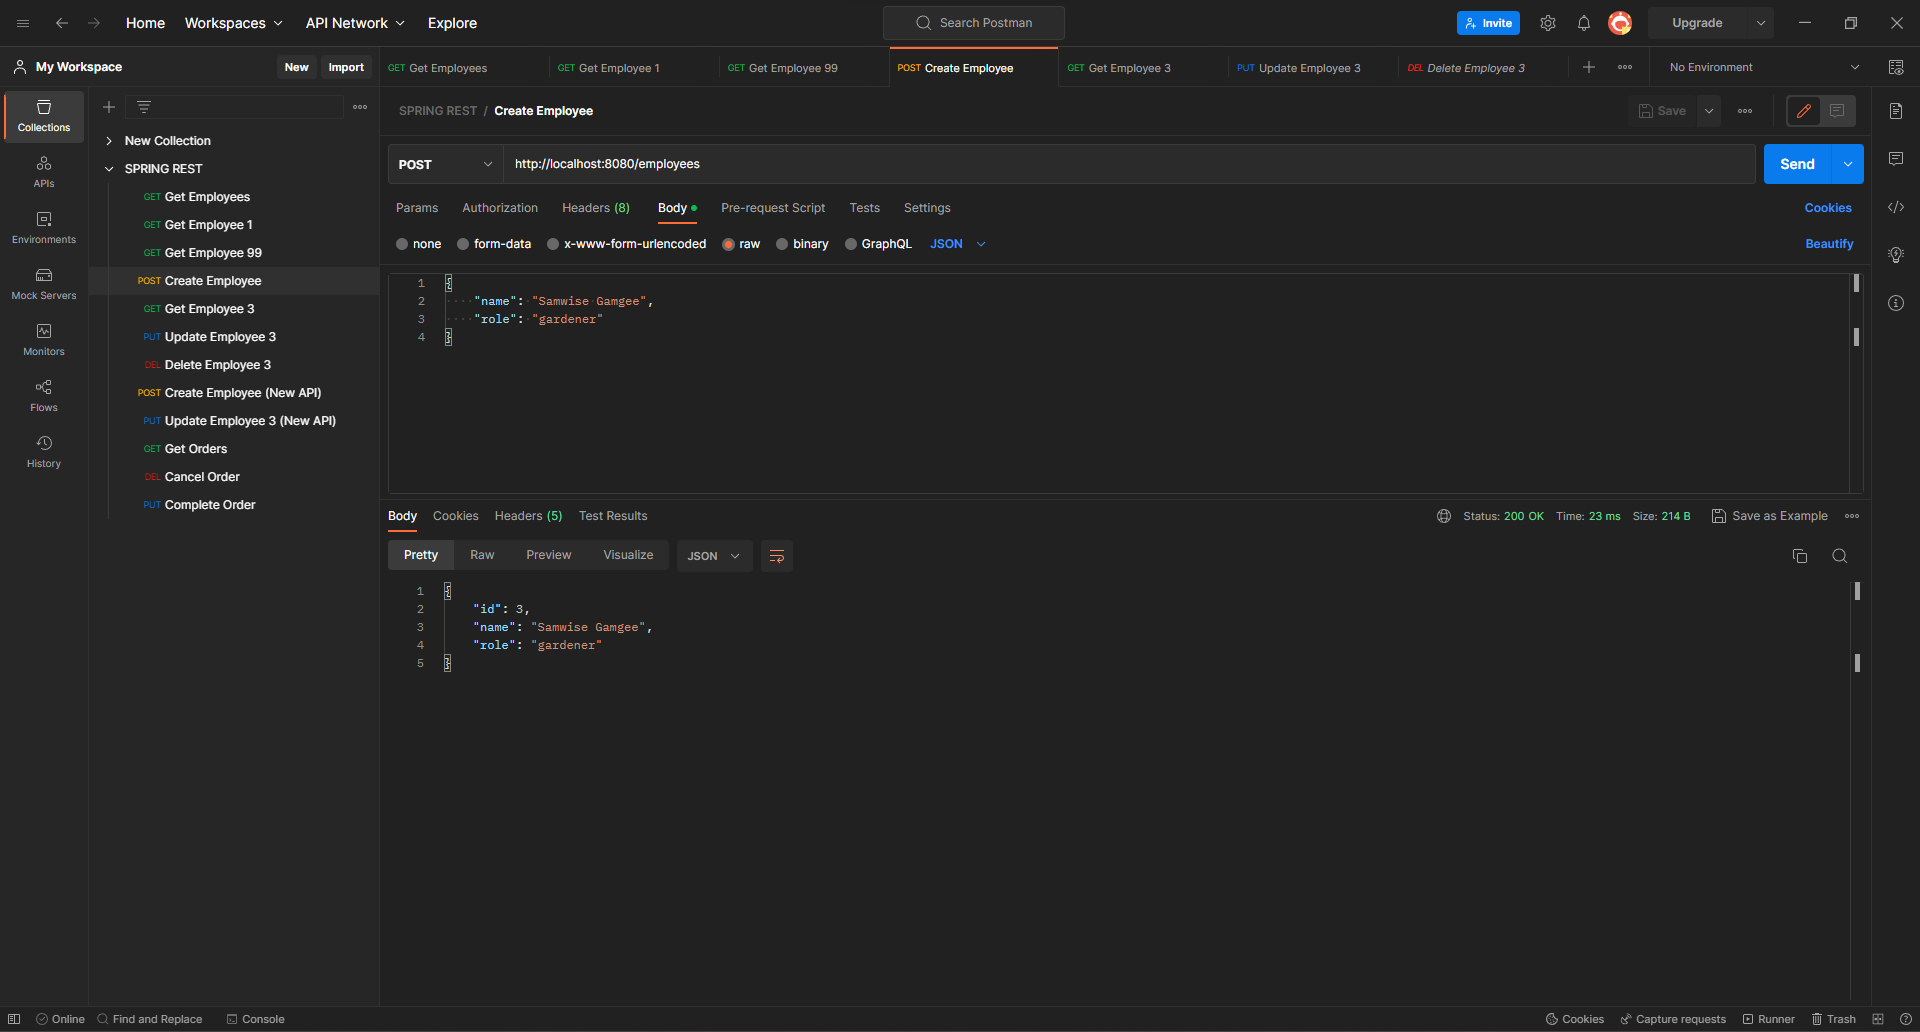 Home Workspaces API Network Explore Search Postman Invite Upgrade
My Workspace New Import
GET Get Employees GET Get Employee 1 GET Get Employee 99 POST Create Employee GET Get Employee 3 PUT Update Employee 3 DEL Delete Employee 3 No Environment
Collections
APIs
Environments
Mock Servers
Monitors
Flows
History
New Collection
SPRING REST
GET Get Employees
GET Get Employee 1
GET Get Employee 99
POST Create Employee
GET Get Employee 3
PUT Update Employee 3
DEL Delete Employee 3
POST Create Employee (New API)
PUT Update Employee 3 (New API)
GET Get Orders
DEL Cancel Order
PUT Complete Order
SPRING REST / Create Employee Save
POST http://localhost:8080/employees Send
Params Authorization Headers (8) Body Pre-request Script Tests Settings Cookies
none form-data x-www-form-urlencoded raw binary GraphQL JSON Beautify
1 {
2 "name": "Samwise Gamgee",
3 "role": "gardener"
4 }
Body Cookies Headers (5) Test Results Status: 200 OK Time: 23 ms Size: 214 B Save as Example
Pretty Raw Preview Visualize JSON
1 {
2 "id": 3,
3 "name": "Samwise Gamgee",
4 "role": "gardener"
5 }
Online Find and Replace Console Cookies Capture requests Runner Trash